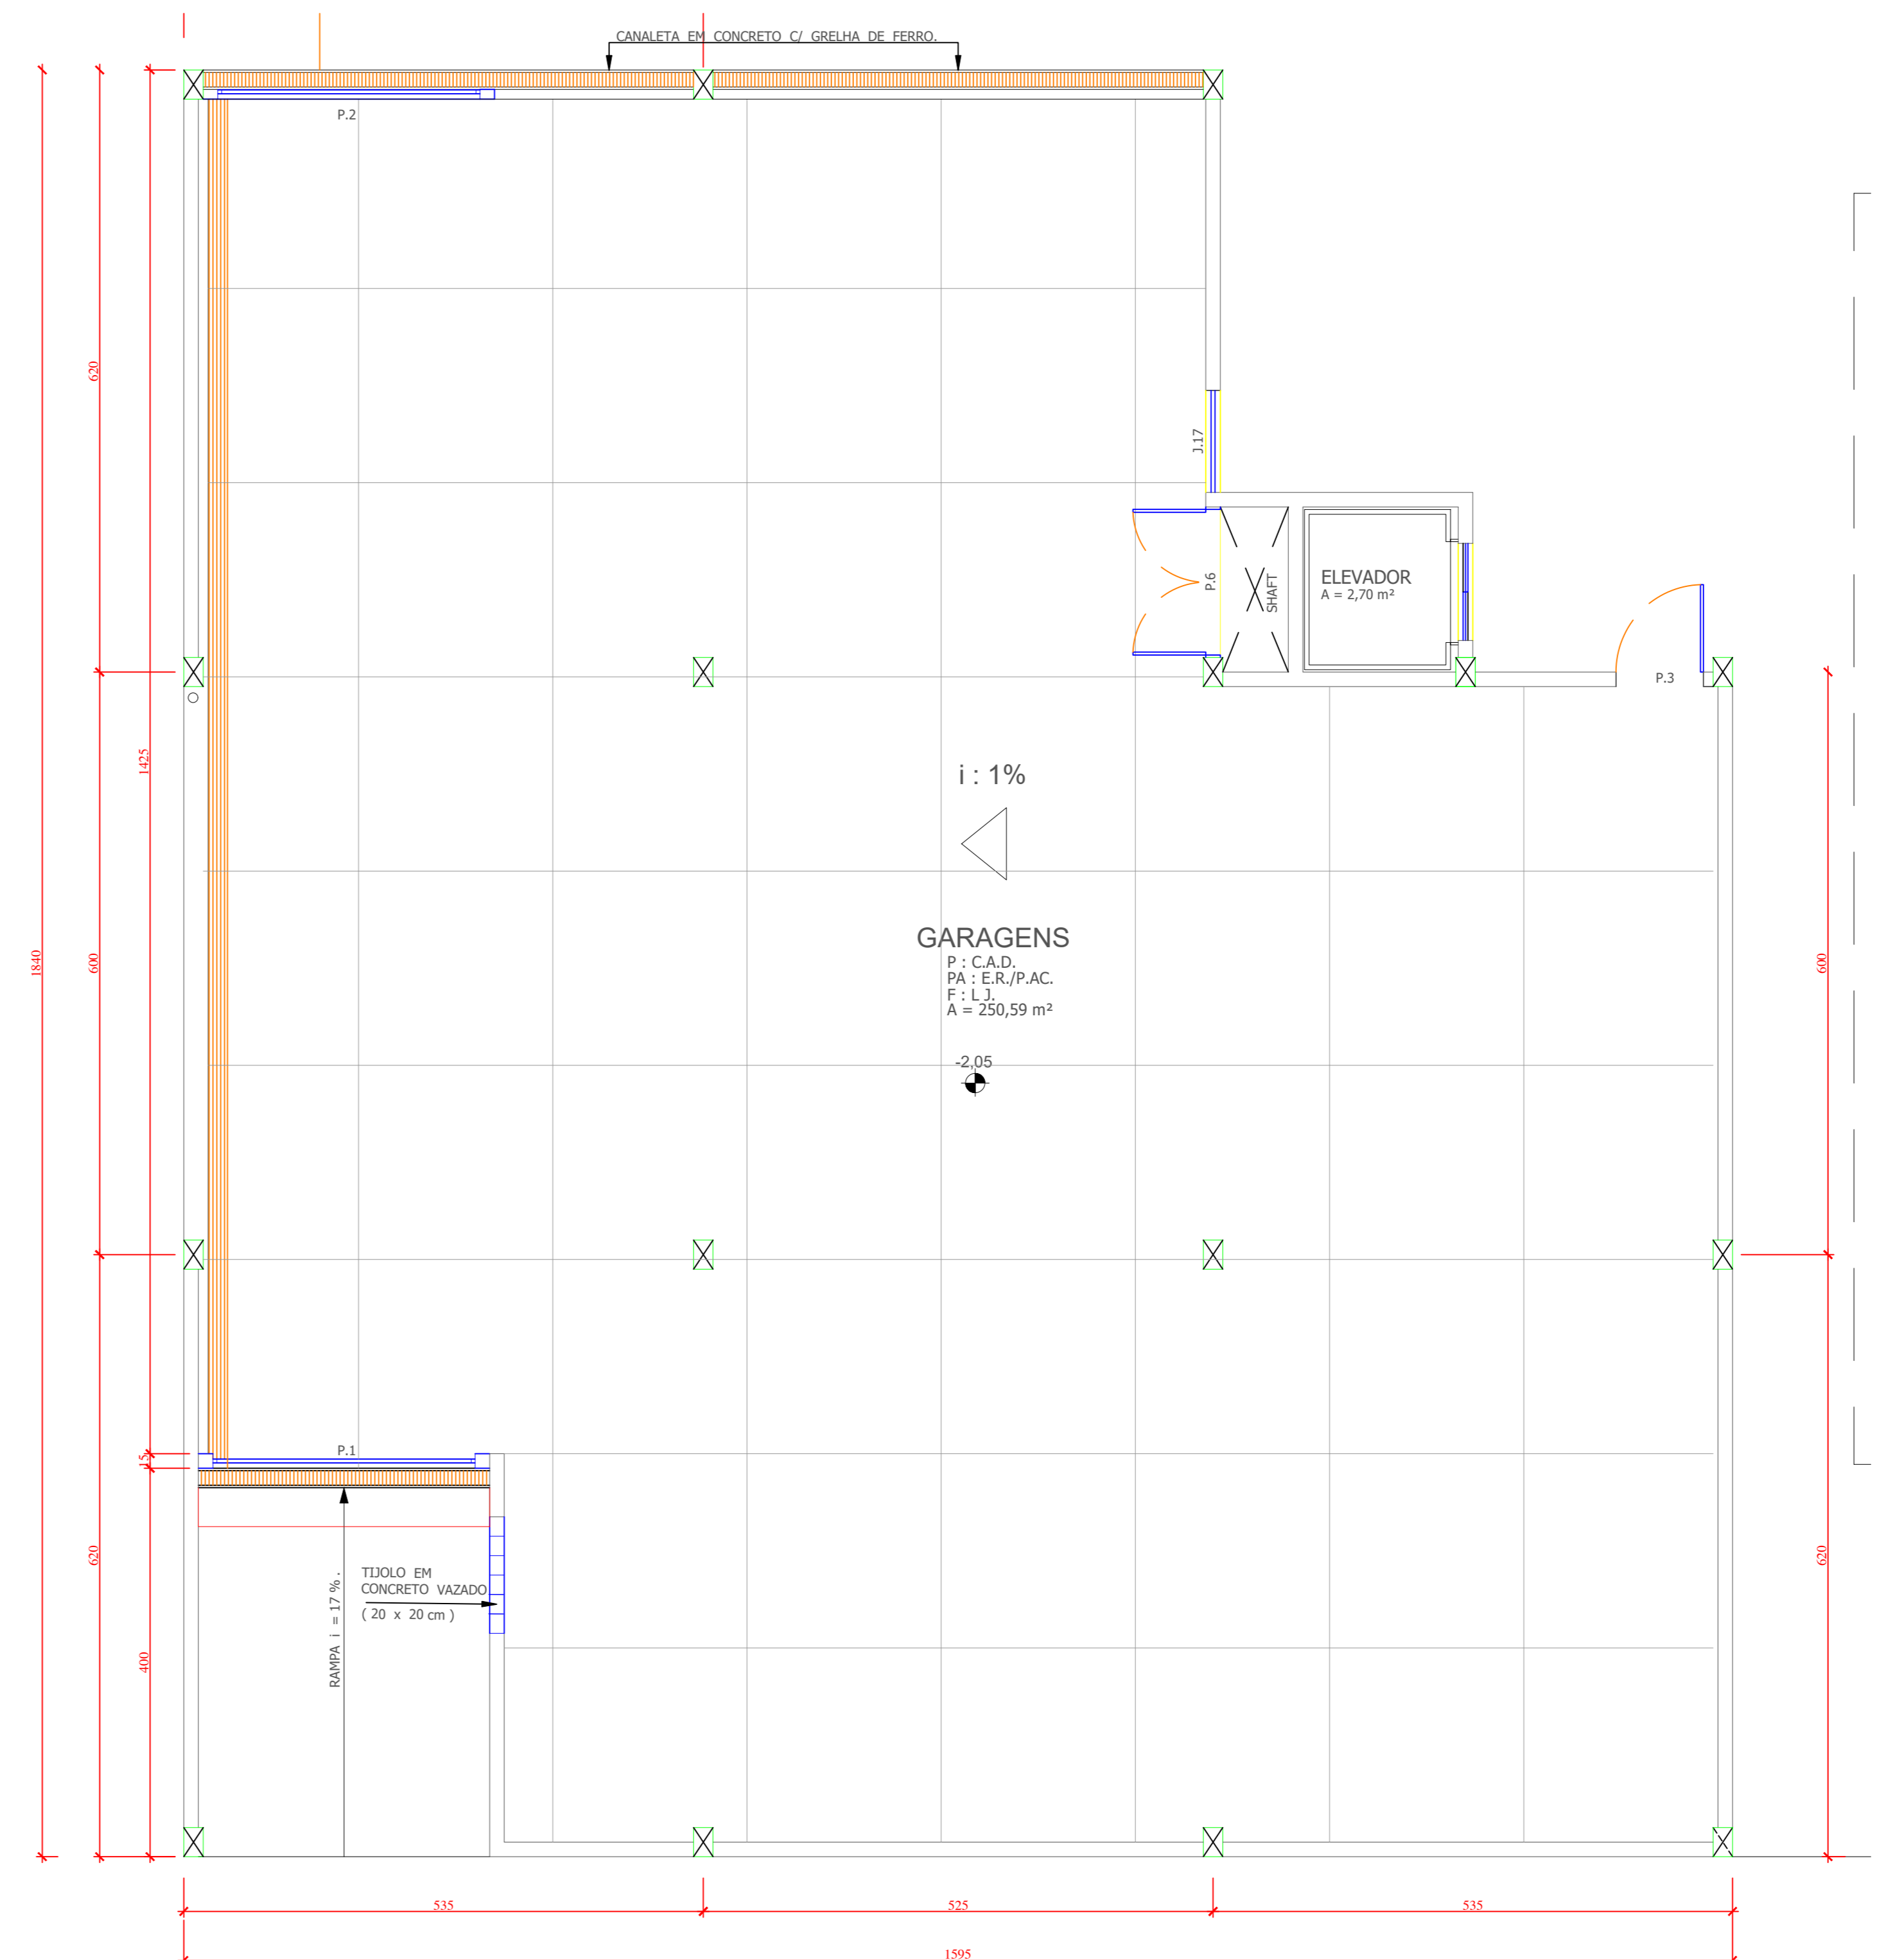 CANALETA EM CONCRETO C/ GRELHA DE FERRO.
P.2
620
J.17
P.6
SHAFT
ELEVADOR
A = 2,70 m²
P.3
1425
i : 1%
GARAGENS
P : C.A.D.
PA : E.R./P.AC.
F : L J.
A = 250,59 m²
1840
600
600
-2,05
P.1
15
620
620
RAMPA i = 17 % .
TIJOLO EM
CONCRETO VAZADO
( 20 x 20 cm )
400
535
525
535
1595